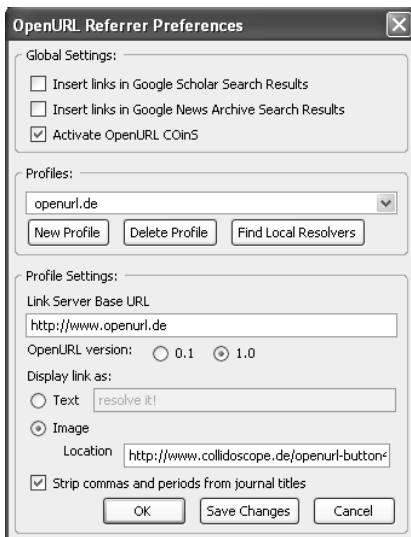 OpenURL Referrer Preferences
Global Settings:
Insert links in Google Scholar Search Results
Insert links in Google News Archive Search Results
Activate OpenURL COinS
Profiles:
openurl.de
New Profile Delete Profile Find Local Resolvers
Profile Settings:
Link Server Base URL
http://www.openurl.de
OpenURL version: 0.1 1.0
Display link as:
Text resolve it!
Image
Location http://www.collidoscope.de/openurl-button4
Strip commas and periods from journal titles
OK Save Changes Cancel